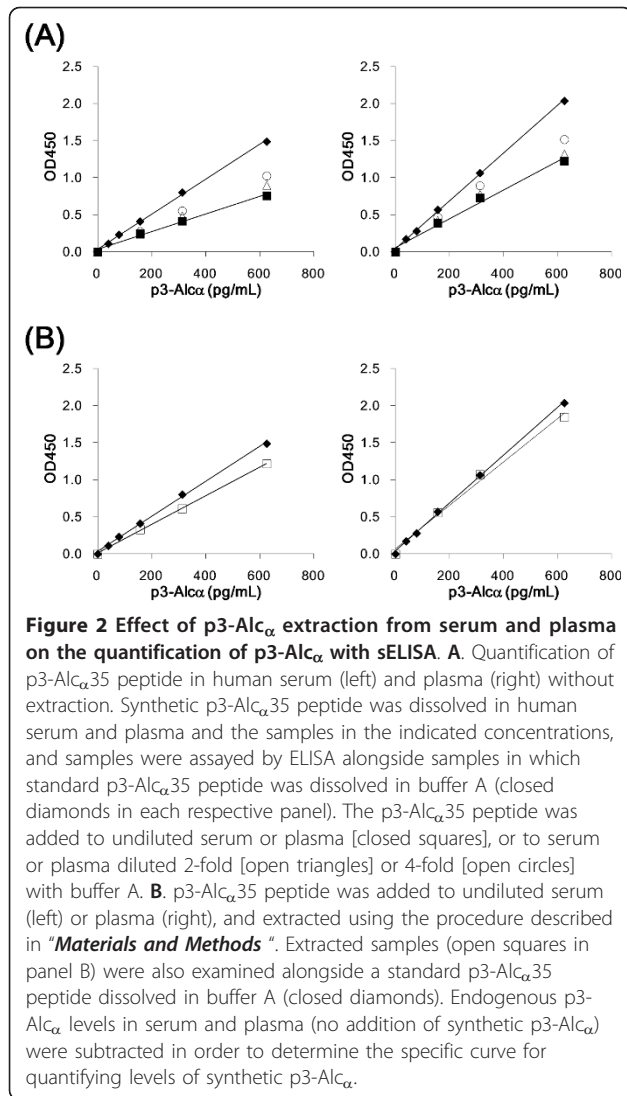 (A)
2.5
2.0
1.5
1.0
0.5
0.0
OD450
0 200 400 600 800
p3-Alcα (pg/mL)
2.5
2.0
1.5
1.0
0.5
0.0
OD450
0 200 400 600 800
p3-Alcα (pg/mL)
(B)
2.5
2.0
1.5
1.0
0.5
0.0
OD450
0 200 400 600 800
p3-Alcα (pg/mL)
2.5
2.0
1.5
1.0
0.5
0.0
OD450
0 200 400 600 800
p3-Alcα (pg/mL)
Figure 2 Effect of p3-Alcα extraction from serum and plasma
on the quantification of p3-Alcα with sELISA. A. Quantification of
p3-Alcα35 peptide in human serum (left) and plasma (right) without
extraction. Synthetic p3-Alcα35 peptide was dissolved in human
serum and plasma and the samples in the indicated concentrations,
and samples were assayed by ELISA alongside samples in which
standard p3-Alcα35 peptide was dissolved in buffer A (closed
diamonds in each respective panel). The p3-Alcα35 peptide was
added to undiluted serum or plasma [closed squares], or to serum
or plasma diluted 2-fold [open triangles] or 4-fold [open circles]
with buffer A. B. p3-Alcα35 peptide was added to undiluted serum
(left) or plasma (right), and extracted using the procedure described
in "Materials and Methods ". Extracted samples (open squares in
panel B) were also examined alongside a standard p3-Alcα35
peptide dissolved in buffer A (closed diamonds). Endogenous p3-
Alcα levels in serum and plasma (no addition of synthetic p3-Alcα)
were subtracted in order to determine the specific curve for
quantifying levels of synthetic p3-Alcα.